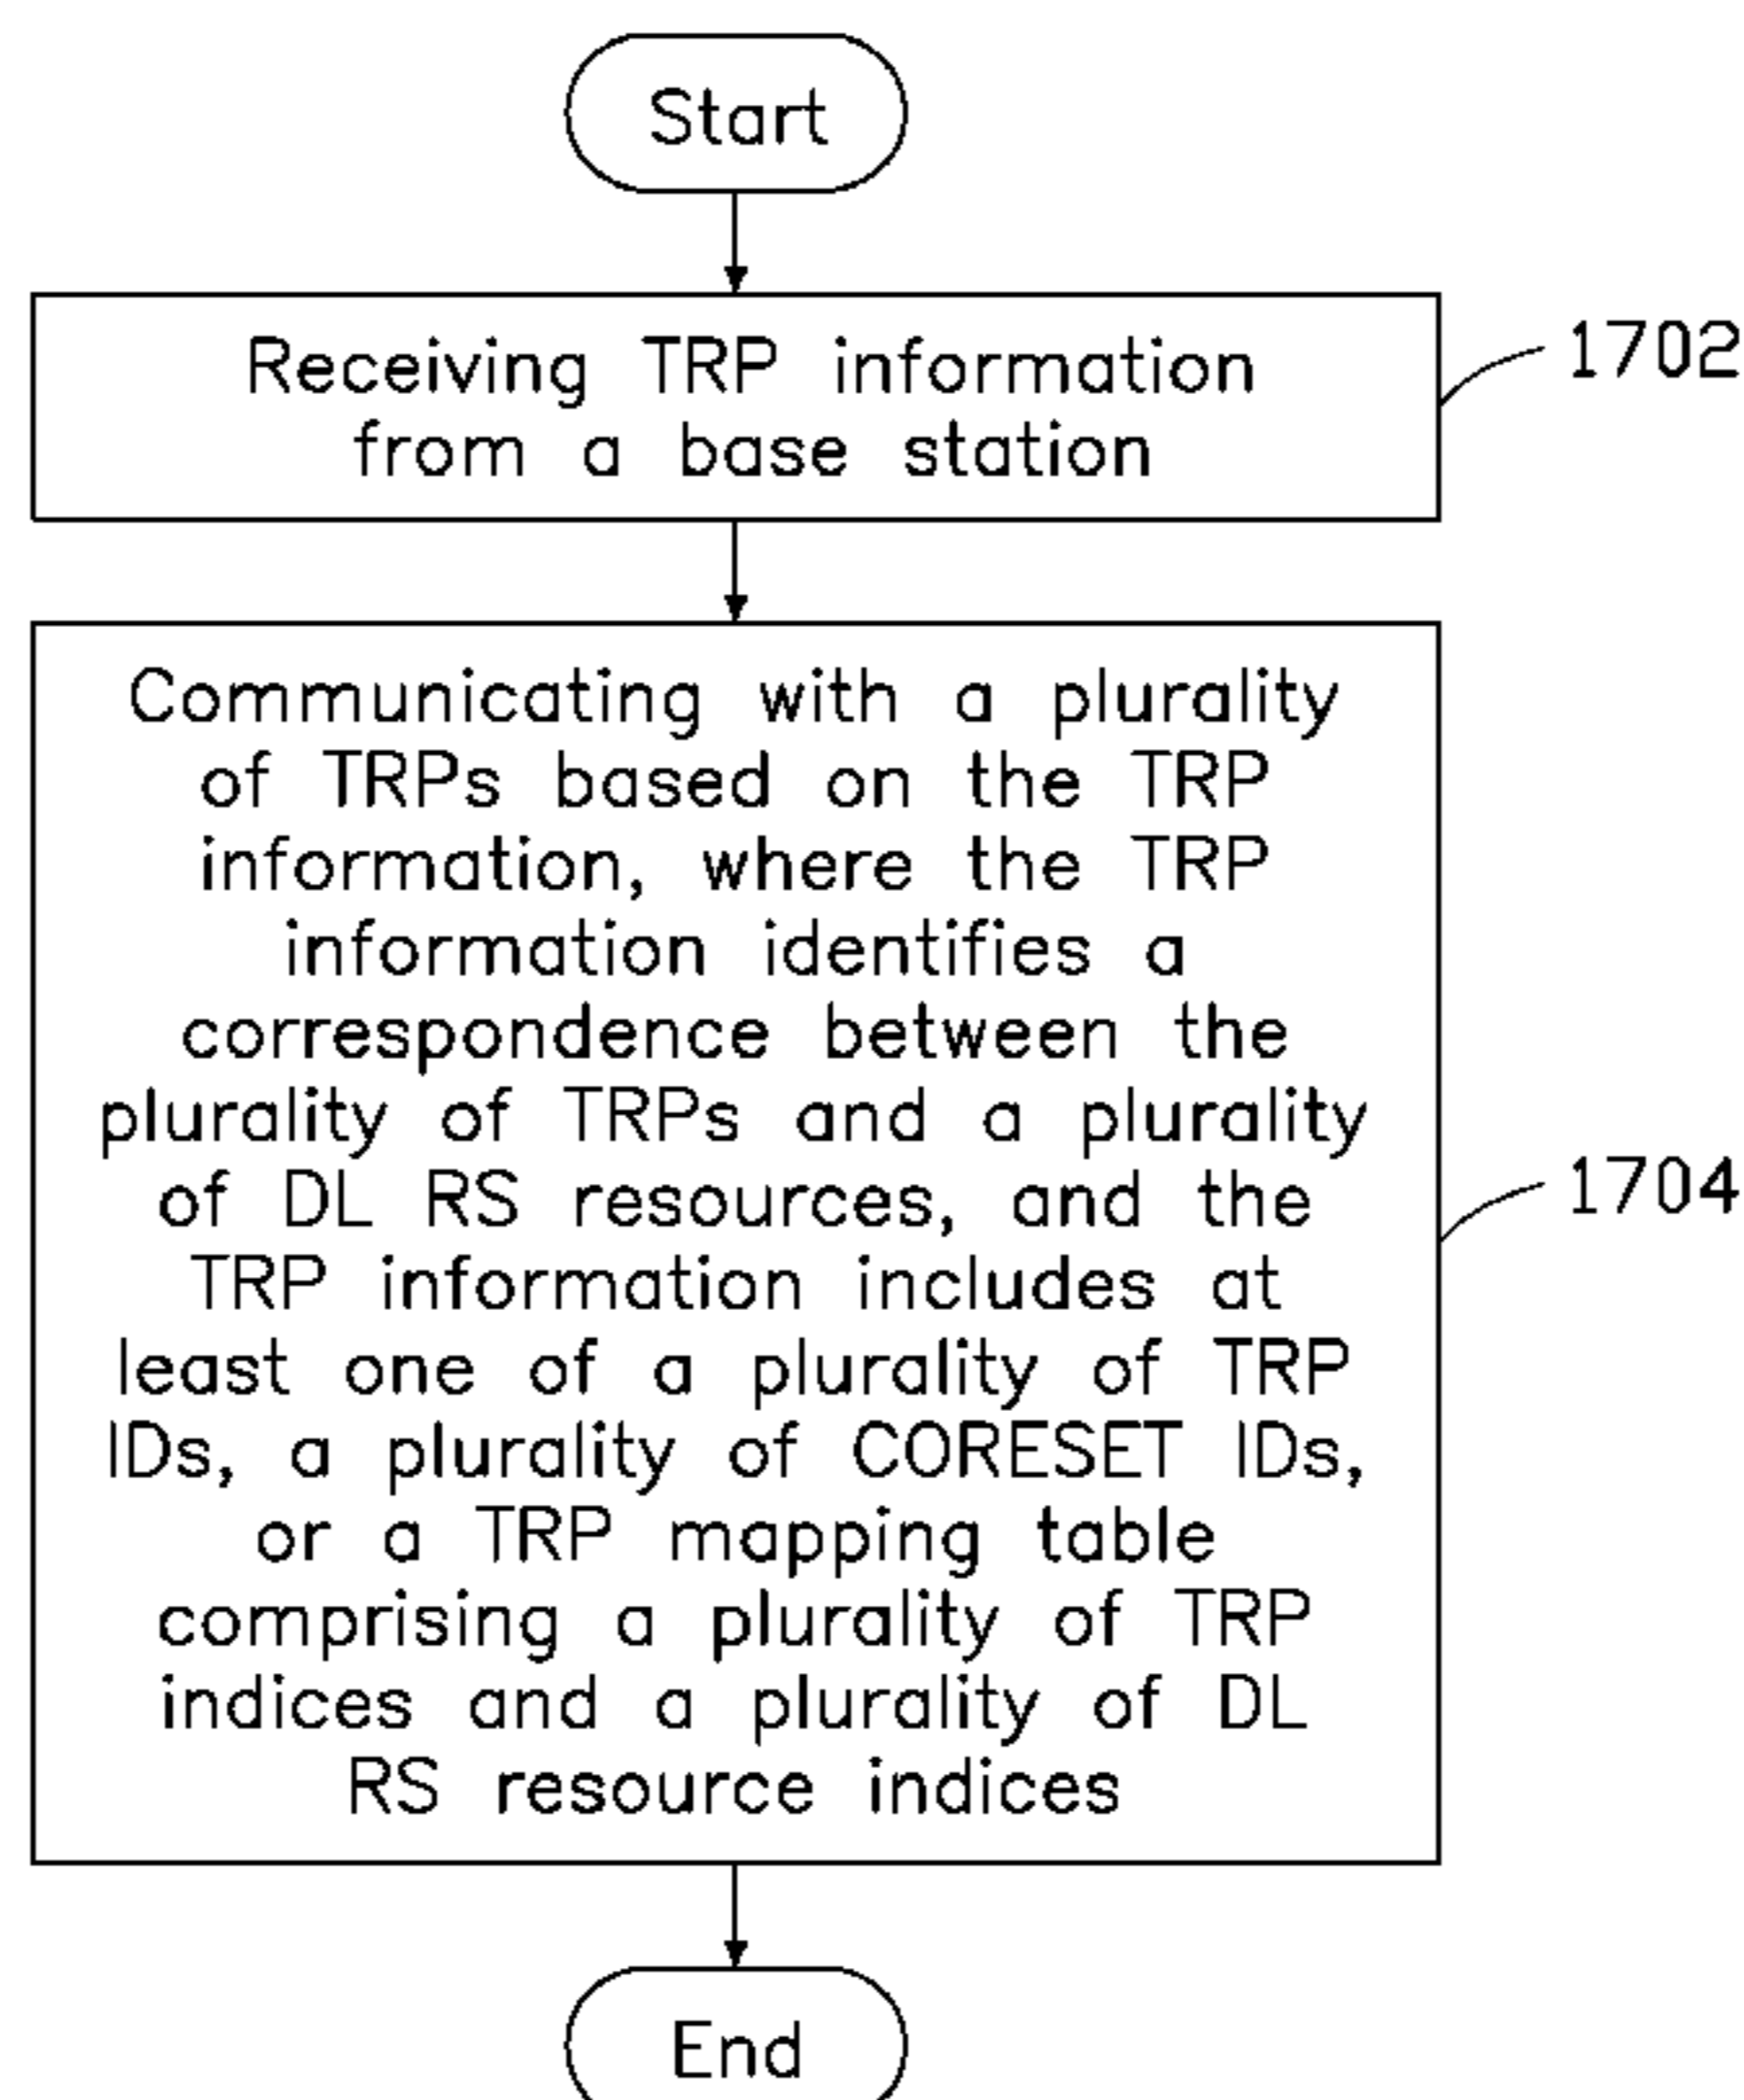 Start
Receiving TRP information
from a base station
1702
Communicating with a plurality
of TRPs based on the TRP
information, where the TRP
information identifies a
correspondence between the
plurality of TRPs and a plurality
of DL RS resources, and the
TRP information includes at
least one of a plurality of TRP
IDs, a plurality of CORESET IDs,
or a TRP mapping table
comprising a plurality of TRP
indices and a plurality of DL
RS resource indices
1704
End